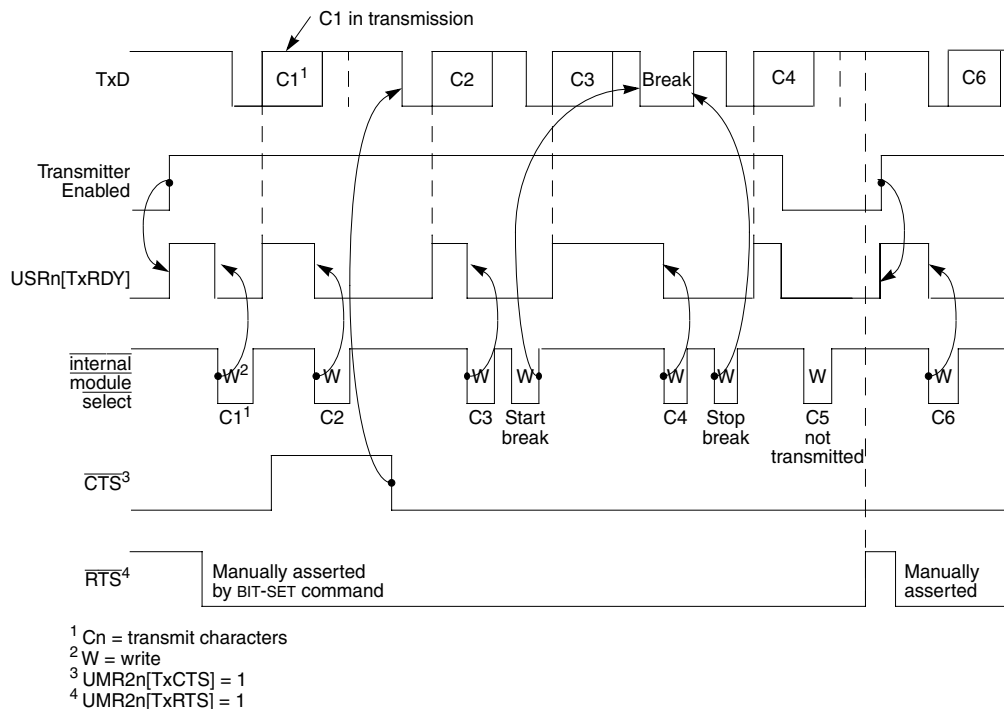 C1 in transmission
TxD
C1¹
C2
C3
Break
C4
C6
Transmitter
Enabled
USRn[TxRDY]
internal
module
select
W²
W
W
W
W
W
W
W
C1¹
C2
C3
Start
break
C4
Stop
break
C5
not
transmitted
C6
CTS³
RTS⁴
Manually asserted
by BIT-SET command
Manually
asserted
¹ Cn = transmit characters
² W = write
³ UMR2n[TxCTS] = 1
⁴ UMR2n[TxRTS] = 1